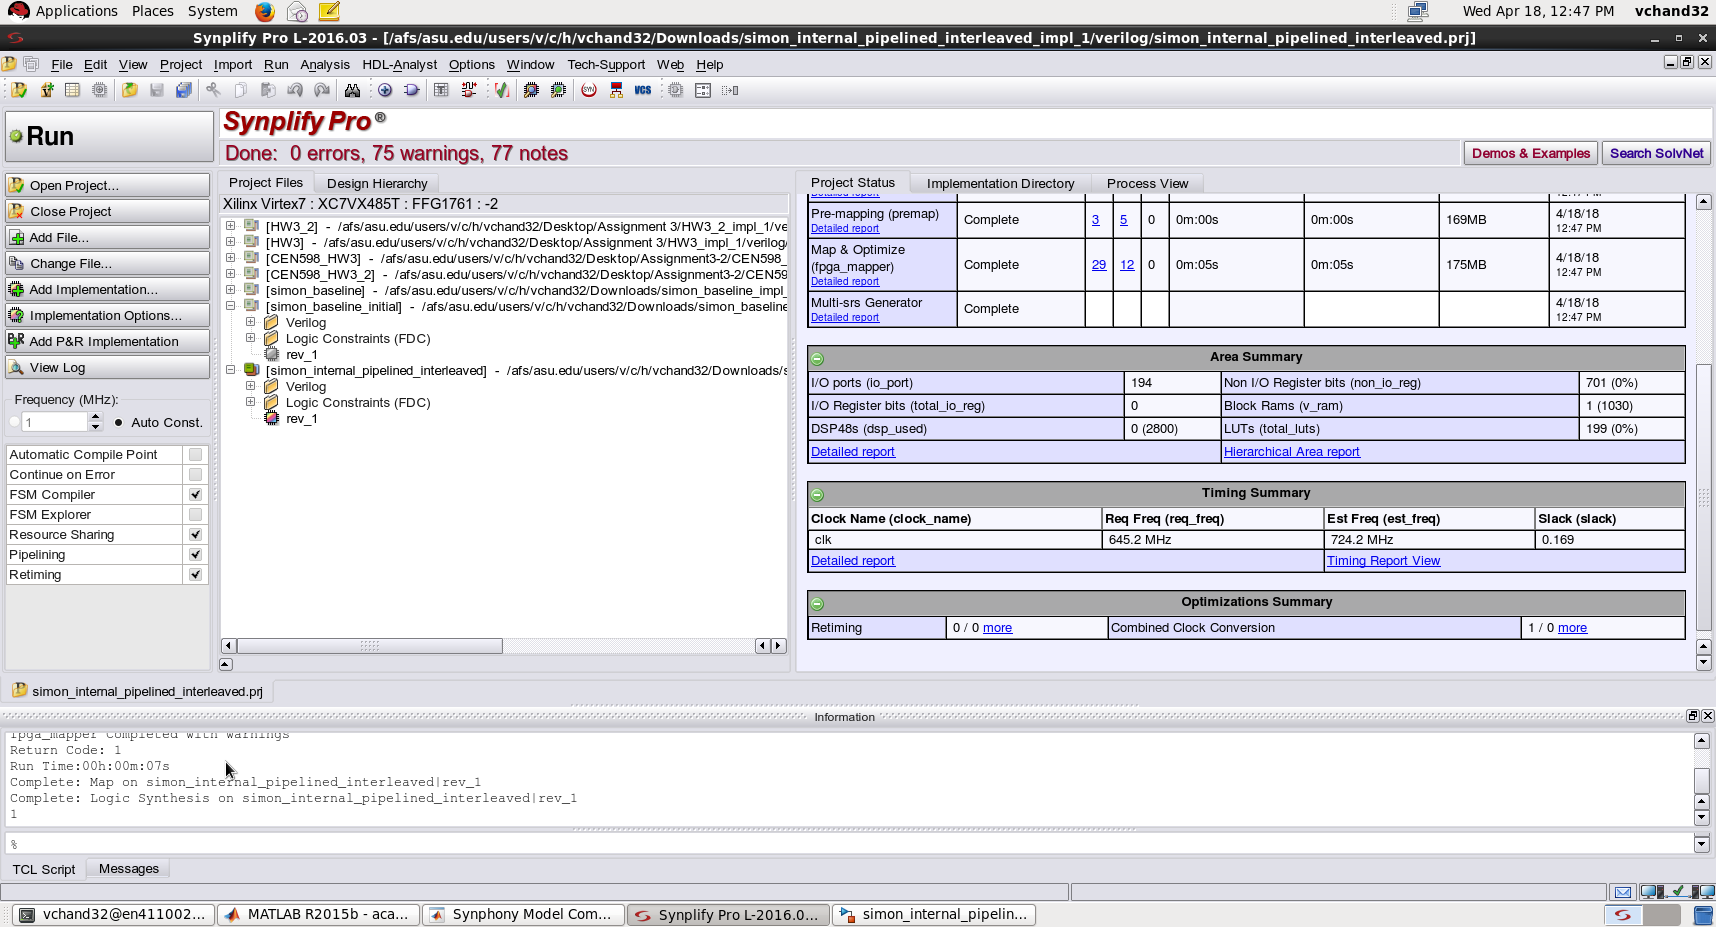 Applications Places System Wed Apr 18, 12:47 PM vchand32
Synplify Pro L-2016.03 - [/afs/asu.edu/users/v/c/h/vchand32/Downloads/simon_internal_pipelined_interleaved_impl_1/verilog/simon_internal_pipelined_interleaved.prj]
File Edit View Project Import Run Analysis HDL-Analyst Options Window Tech-Support Web Help
VCS
Run
Synplify Pro ®
Done: 0 errors, 75 warnings, 77 notes
Demos & Examples
Search SolvNet
Open Project...
Close Project
Add File...
Change File...
Add Implementation...
Implementation Options...
Add P&R Implementation
View Log
Frequency (MHz):
1
Auto Const.
Automatic Compile Point
Continue on Error
FSM Compiler
FSM Explorer
Resource Sharing
Pipelining
Retiming
Project Files Design Hierarchy
Xilinx Virtex7 : XC7VX485T : FFG1761 : -2
[HW3_2] - /afs/asu.edu/users/v/c/h/vchand32/Desktop/Assignment 3/HW3_2_impl_1/ve
[HW3] - /afs/asu.edu/users/v/c/h/vchand32/Desktop/Assignment 3/HW3_impl_1/verilog/
[CEN598_HW3] - /afs/asu.edu/users/v/c/h/vchand32/Desktop/Assignment3-2/CEN598_
[CEN598_HW3_2] - /afs/asu.edu/users/v/c/h/vchand32/Desktop/Assignment3-2/CEN59
[simon_baseline] - /afs/asu.edu/users/v/c/h/vchand32/Downloads/simon_baseline_impl_
[simon_baseline_initial] - /afs/asu.edu/users/v/c/h/vchand32/Downloads/simon_baseline
Verilog
Logic Constraints (FDC)
rev_1
[simon_internal_pipelined_interleaved] - /afs/asu.edu/users/v/c/h/vchand32/Downloads/s
Verilog
Logic Constraints (FDC)
rev_1
Project Status Implementation Directory Process View
Detailed report 12:47 PM
Pre-mapping (premap) Complete 3 5 0 0m:00s 0m:00s 169MB 4/18/18
Detailed report 12:47 PM
Map & Optimize (fpga_mapper) Complete 29 12 0 0m:05s 0m:05s 175MB 4/18/18
Detailed report 12:47 PM
Multi-srs Generator Complete 4/18/18
Detailed report 12:47 PM
Area Summary
I/O ports (io_port) 194 Non I/O Register bits (non_io_reg) 701 (0%)
I/O Register bits (total_io_reg) 0 Block Rams (v_ram) 1 (1030)
DSP48s (dsp_used) 0 (2800) LUTs (total_luts) 199 (0%)
Detailed report Hierarchical Area report
Timing Summary
Clock Name (clock_name) Req Freq (req_freq) Est Freq (est_freq) Slack (slack)
clk 645.2 MHz 724.2 MHz 0.169
Detailed report Timing Report View
Optimizations Summary
Retiming 0 / 0 more Combined Clock Conversion 1 / 0 more
simon_internal_pipelined_interleaved.prj
Information
fpga_mapper completed with warnings
Return Code: 1
Run Time:00h:00m:07s
Complete: Map on simon_internal_pipelined_interleaved|rev_1
Complete: Logic Synthesis on simon_internal_pipelined_interleaved|rev_1
1
%
TCL Script Messages
vchand32@en411002... MATLAB R2015b - aca... Synphony Model Com... Synplify Pro L-2016.0... simon_internal_pipelin...